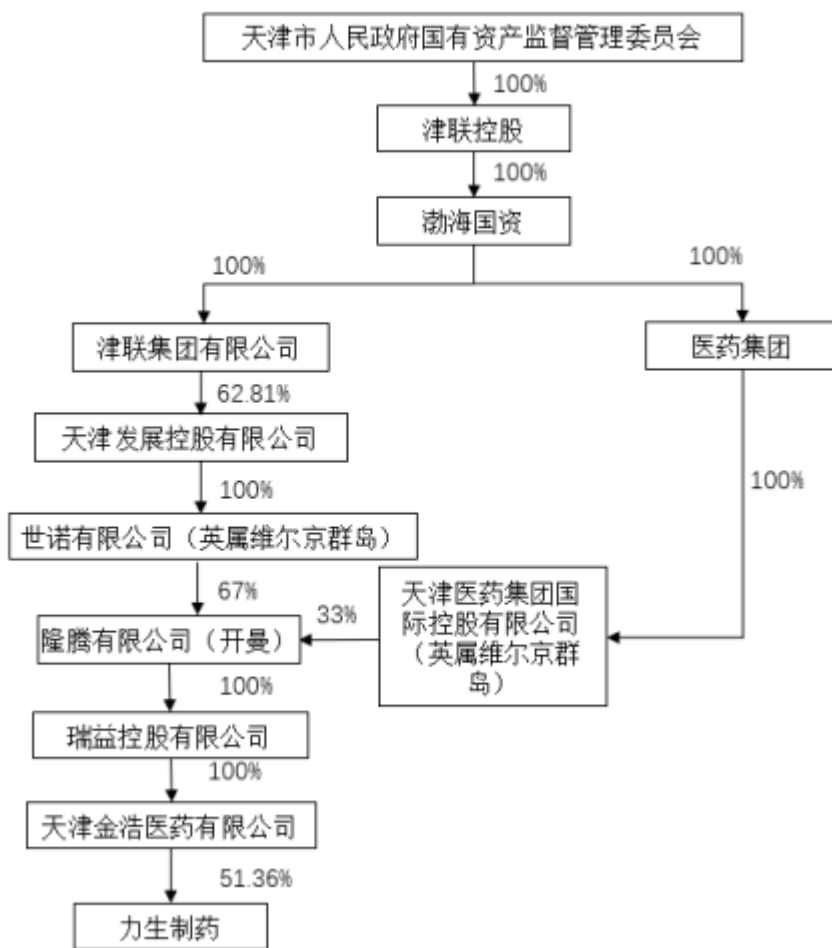 天津市人民政府国有资产监督管理委员会
100%
津联控股
100%
渤海国资
100%
100%
津联集团有限公司
医药集团
62.81%
天津发展控股有限公司
100%
100%
世诺有限公司（英属维尔京群岛）
67%
33%
天津医药集团国
际控股有限公司
（英属维尔京群
岛）
隆腾有限公司（开曼）
100%
瑞益控股有限公司
100%
天津金浩医药有限公司
51.36%
力生制药